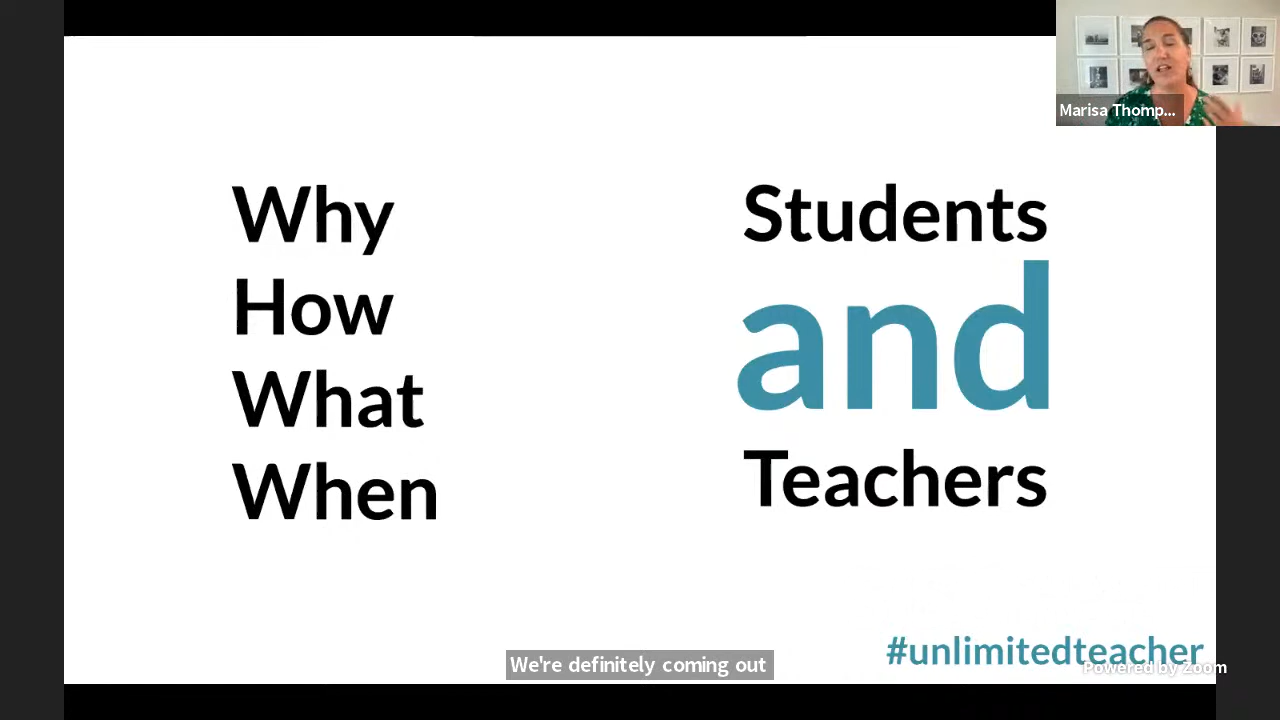 Marisa Thomp...
Why
How
What
When
Students
and
Teachers
#unlimitedteacher
We're definitely coming out
Powered by Zoom